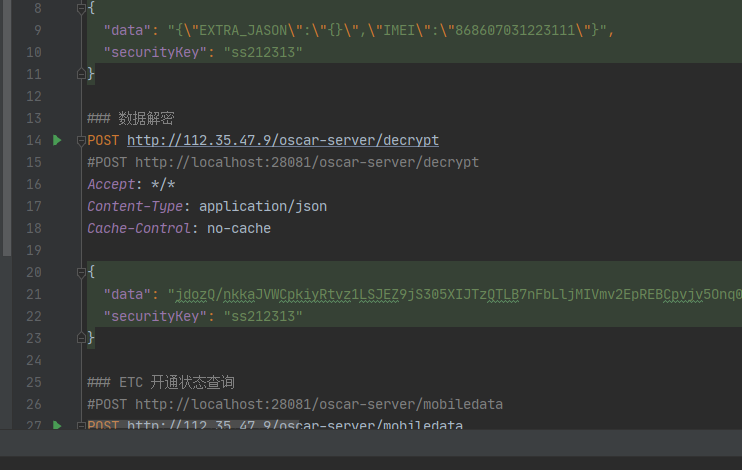 8 {
9 "data": "{\"EXTRA_JASON\":\"{}\",\"IMEI\":\"868607031223111\"}",
10 "securityKey": "ss212313"
11 }
12
13 ### 数据解密
14 POST http://112.35.47.9/oscar-server/decrypt
15 #POST http://localhost:28081/oscar-server/decrypt
16 Accept: */*
17 Content-Type: application/json
18 Cache-Control: no-cache
19
20 {
21 "data": "jdozQ/nkkaJVWCpkiyRtvz1LSJEZ9jS305XIJTzQTLB7nFbLljMIVmv2EpREBCpvjv5Onq0
22 "securityKey": "ss212313"
23 }
24
25 ### ETC 开通状态查询
26 #POST http://localhost:28081/oscar-server/mobiledata
27 POST http://112.35.47.9/oscar-server/mobiledata